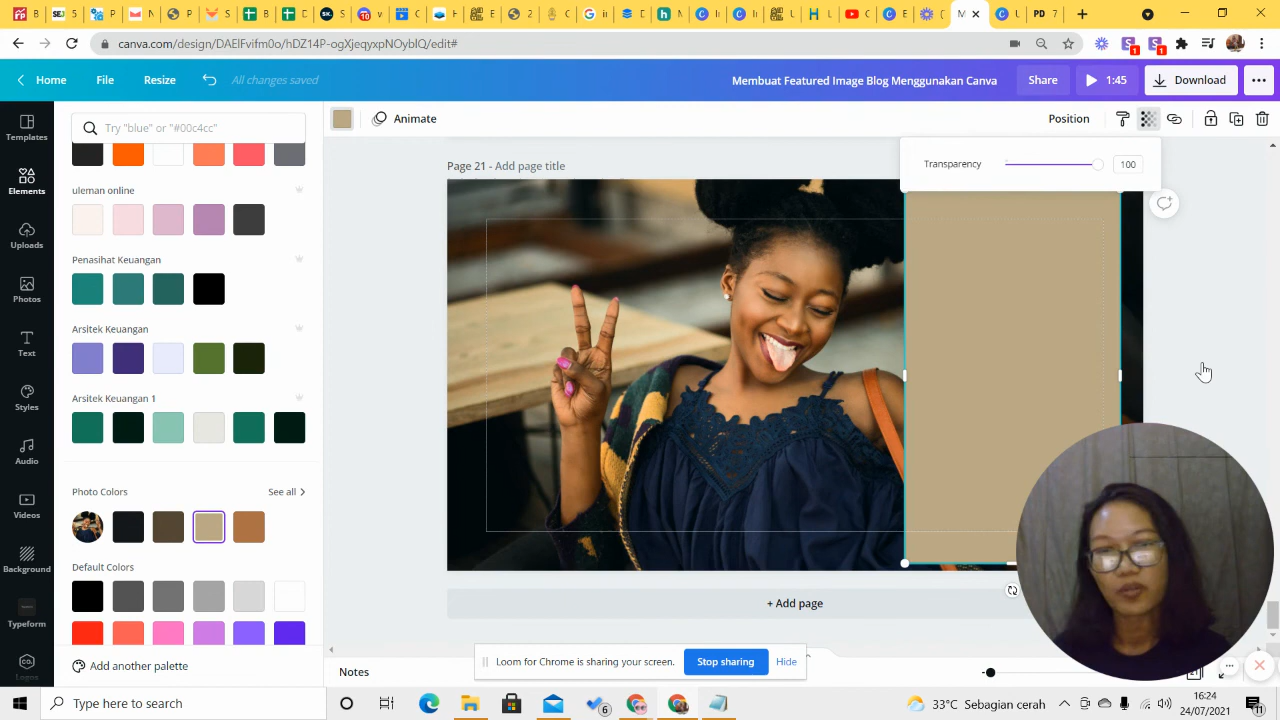 canva.com/design/DAElFvifm0o/hDZ14P-ogXjeqyxpNOyblQ/edit#
Home
File
Resize
All changes saved
Membuat Featured Image Blog Menggunakan Canva
Share
1:45
Download
Templates
Elements
Uploads
Photos
Text
Styles
Audio
Videos
Background
Typeform
Logos
Try "blue" or "#00c4cc"
uleman online
Penasihat Keuangan
Arsitek Keuangan
Arsitek Keuangan 1
Photo Colors
See all
Default Colors
Add another palette
Animate
Position
Transparency
100
Page 21 - Add page title
+ Add page
Notes
Loom for Chrome is sharing your screen.
Stop sharing
Hide
Type here to search
33°C Sebagian cerah
16:24
24/07/2021